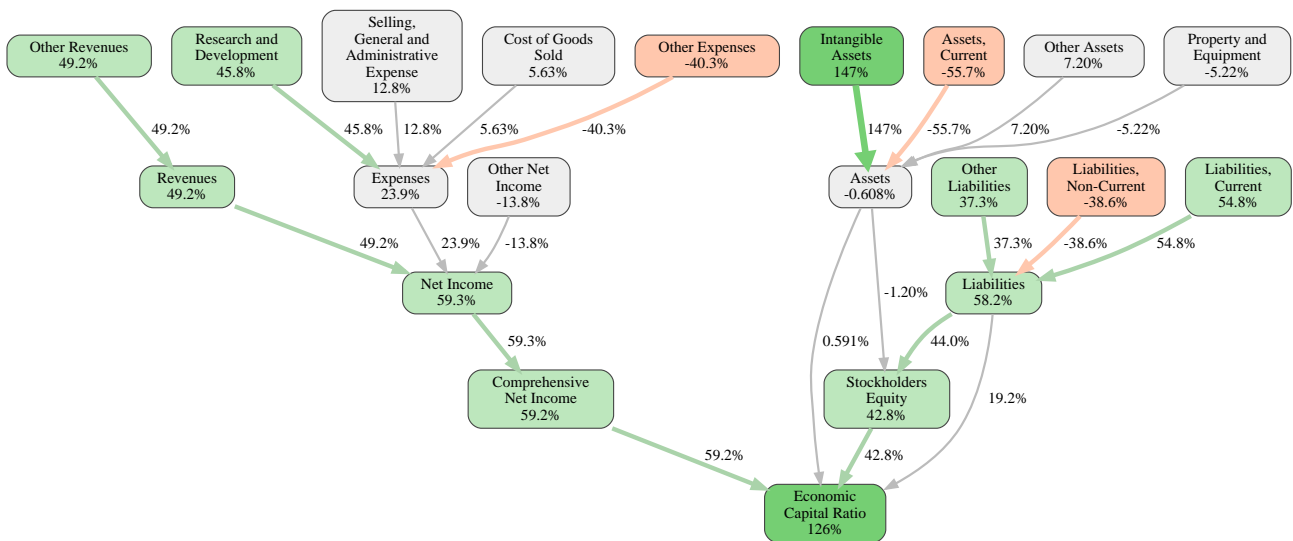 Other Revenues
49.2%
Research and
Development
45.8%
Selling,
General and
Administrative
Expense
12.8%
Cost of Goods
Sold
5.63%
Other Expenses
-40.3%
Intangible
Assets
147%
Assets,
Current
-55.7%
Other Assets
7.20%
Property and
Equipment
-5.22%
49.2%
45.8%
12.8%
5.63%
-40.3%
147%
-55.7%
7.20%
-5.22%
Revenues
49.2%
Expenses
23.9%
Other Net
Income
-13.8%
Assets
-0.608%
Other
Liabilities
37.3%
Liabilities,
Non-Current
-38.6%
Liabilities,
Current
54.8%
49.2%
23.9%
-13.8%
37.3%
-38.6%
54.8%
Net Income
59.3%
-1.20%
Liabilities
58.2%
59.3%
0.591%
44.0%
Comprehensive
Net Income
59.2%
Stockholders
Equity
42.8%
19.2%
59.2%
42.8%
Economic
Capital Ratio
126%